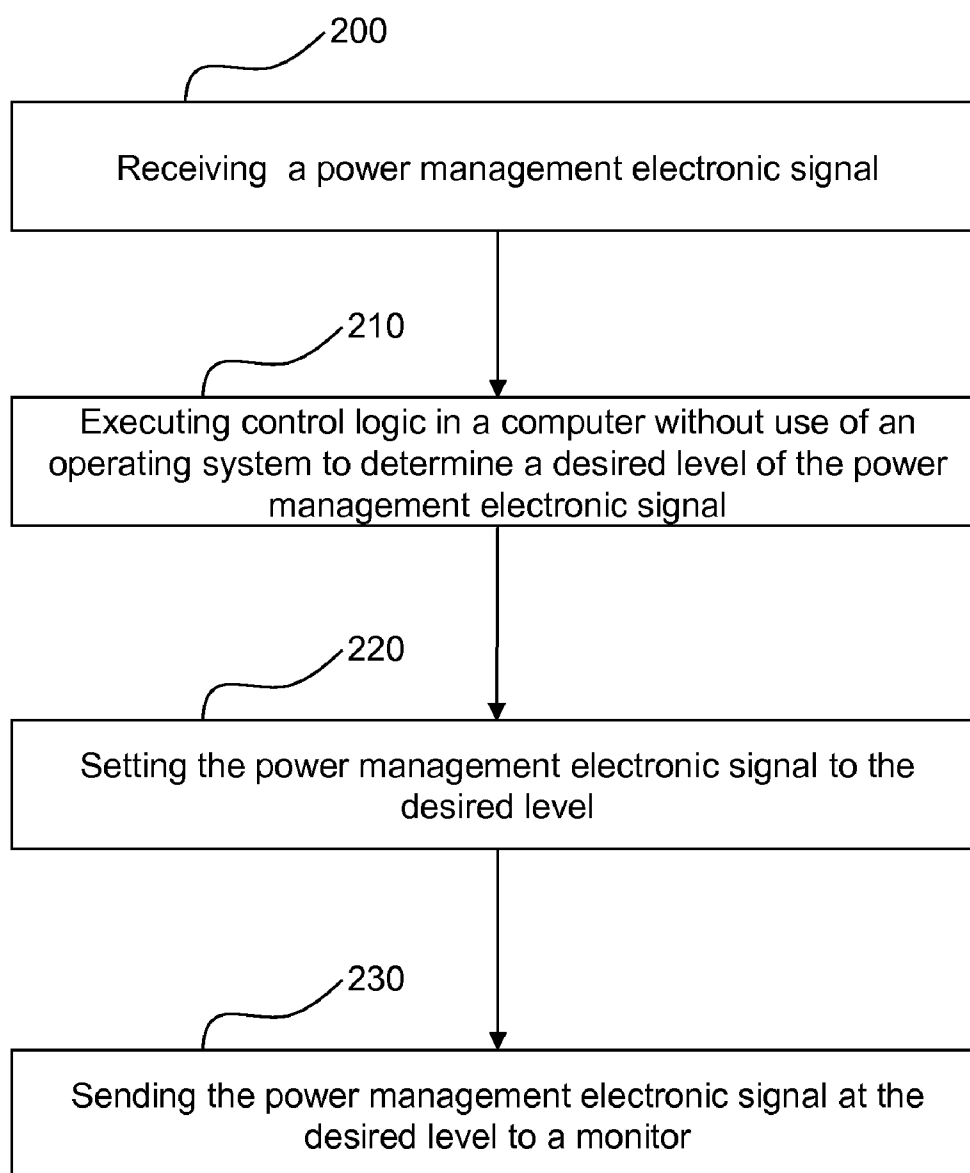 200
Receiving a power management electronic signal
210
Executing control logic in a computer without use of an
operating system to determine a desired level of the power
management electronic signal
220
Setting the power management electronic signal to the
desired level
230
Sending the power management electronic signal at the
desired level to a monitor